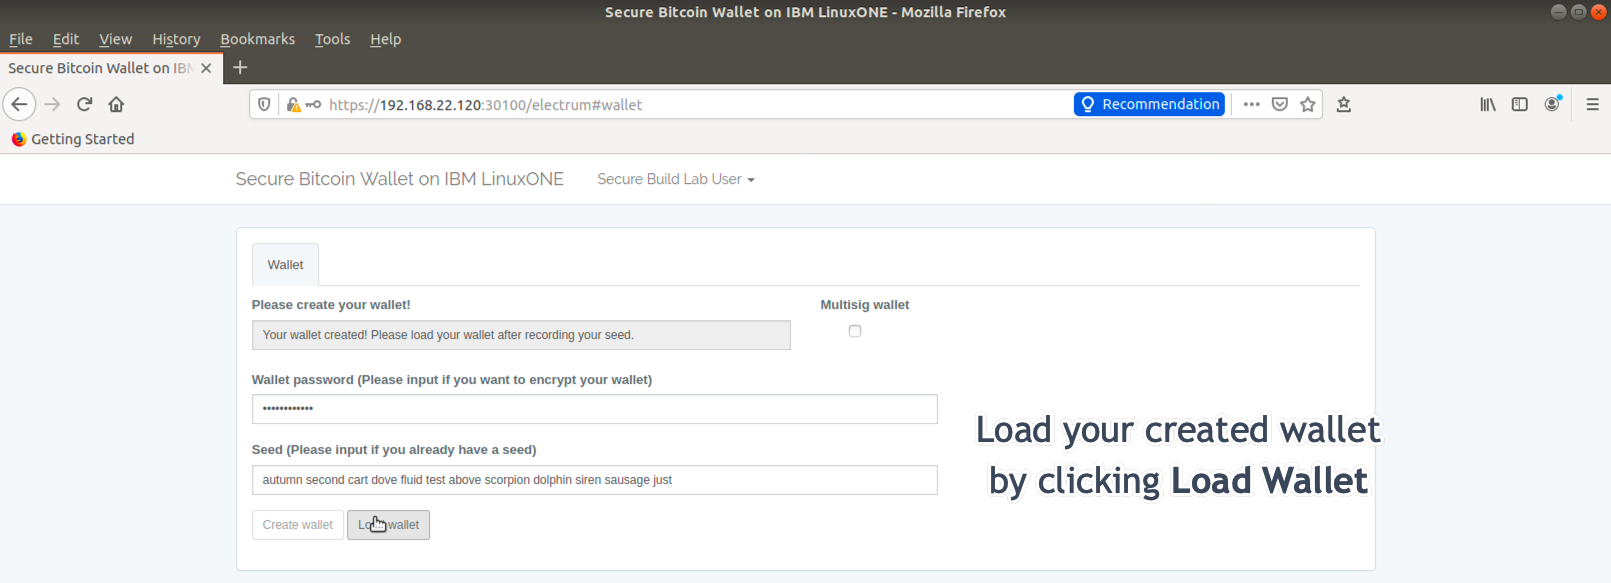 Secure Bitcoin Wallet on IBM LinuxONE - Mozilla Firefox
File Edit View History Bookmarks Tools Help
Secure Bitcoin Wallet on IBM
https://192.168.22.120:30100/electrum#wallet
Recommendation
Getting Started
Secure Bitcoin Wallet on IBM LinuxONE
Secure Build Lab User
Wallet
Please create your wallet!
Multisig wallet
Your wallet created! Please load your wallet after recording your seed.
Wallet password (Please input if you want to encrypt your wallet)
Seed (Please input if you already have a seed)
autumn second cart dove fluid test above scorpion dolphin siren sausage just
Create wallet
Load wallet
Load your created wallet
by clicking Load Wallet